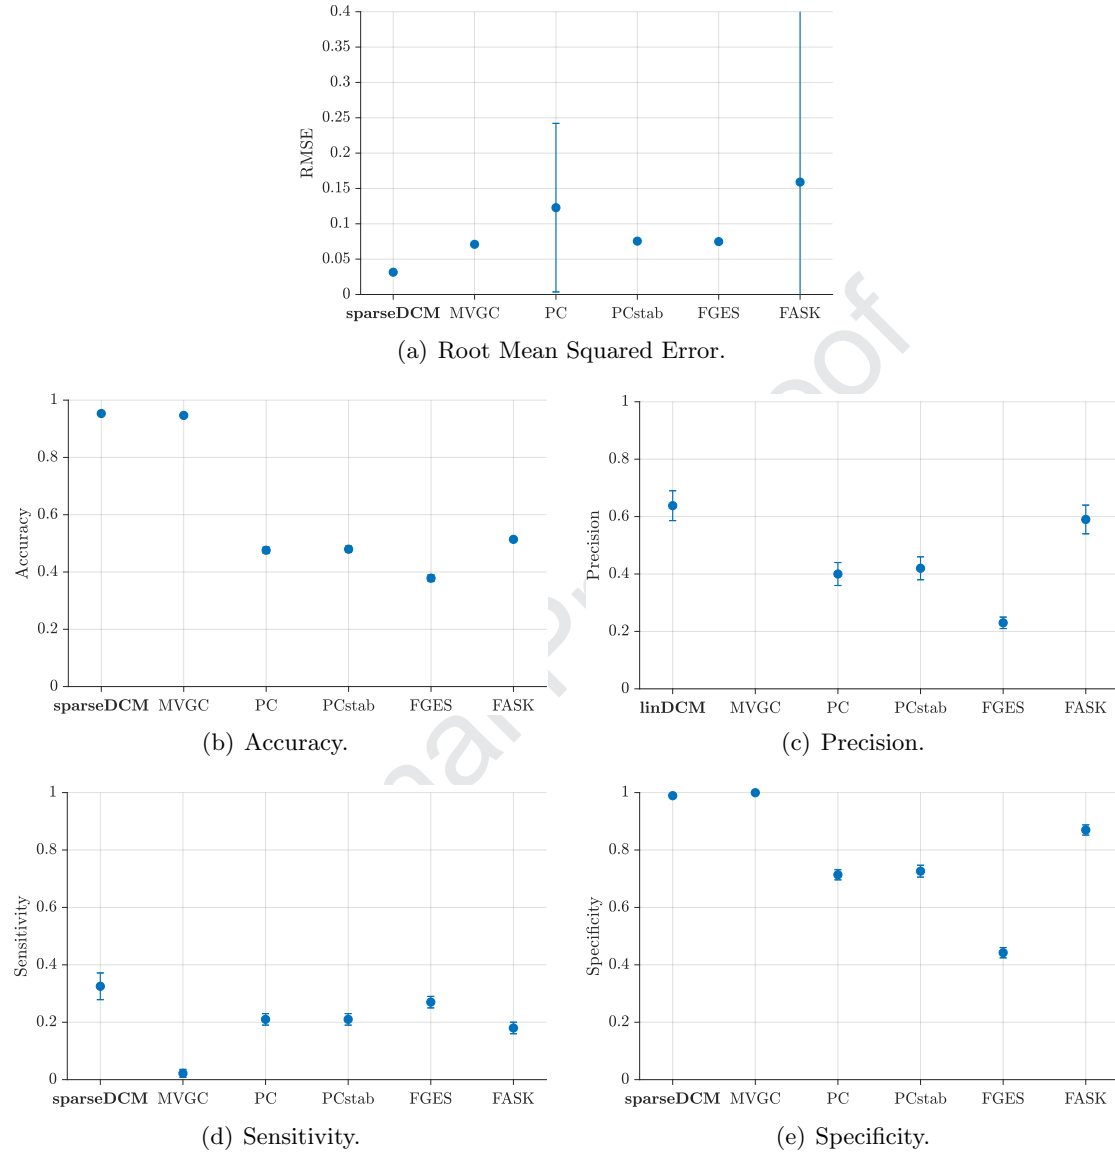 0.4
0.35
0.3
0.25
0.2
0.15
0.1
0.05
0
RMSE
sparseDCM MVGC PC PCstab FGES FASK
(a) Root Mean Squared Error.
1
0.8
0.6
0.4
0.2
0
Accuracy
sparseDCM MVGC PC PCstab FGES FASK
(b) Accuracy.
1
0.8
0.6
0.4
0.2
0
Precision
linDCM MVGC PC PCstab FGES FASK
(c) Precision.
1
0.8
0.6
0.4
0.2
0
Sensitivity
sparseDCM MVGC PC PCstab FGES FASK
(d) Sensitivity.
1
0.8
0.6
0.4
0.2
0
Specificity
sparseDCM MVGC PC PCstab FGES FASK
(e) Specificity.